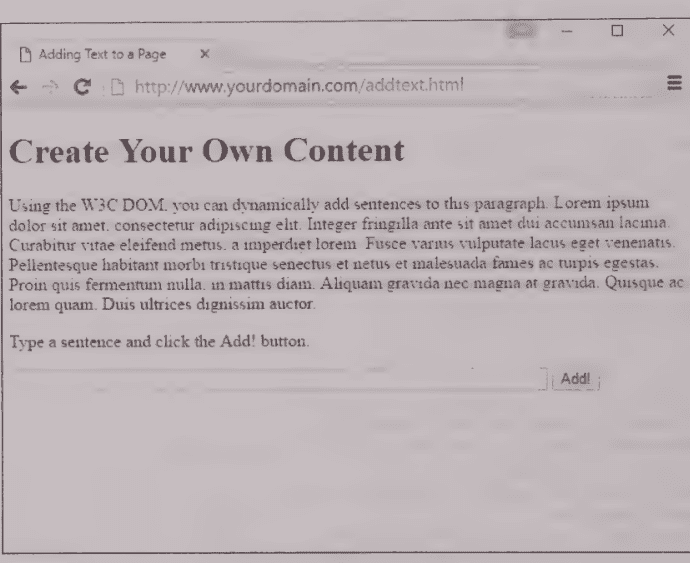 Adding Text to a Page
http://www.yourdomain.com/addtext.html
Create Your Own Content
Using the W3C DOM, you can dynamically add sentences to this paragraph. Lorem ipsum
dolor sit amet, consectetur adipiscing elit. Integer fringilla ante sit amet dui accumsan lacinia.
Curabitur vitae eleifend metus, a imperdiet lorem. Fusce varius vulputate lacus eget venenatis.
Pellentesque habitant morbi tristique senectus et netus et malesuada fames ac turpis egestas.
Proin quis fermentum nulla, in mattis diam. Aliquam gravida nec magna at gravida. Quisque ac
lorem quam. Duis ultrices dignissim auctor.
Type a sentence and click the Add! button.
Add!